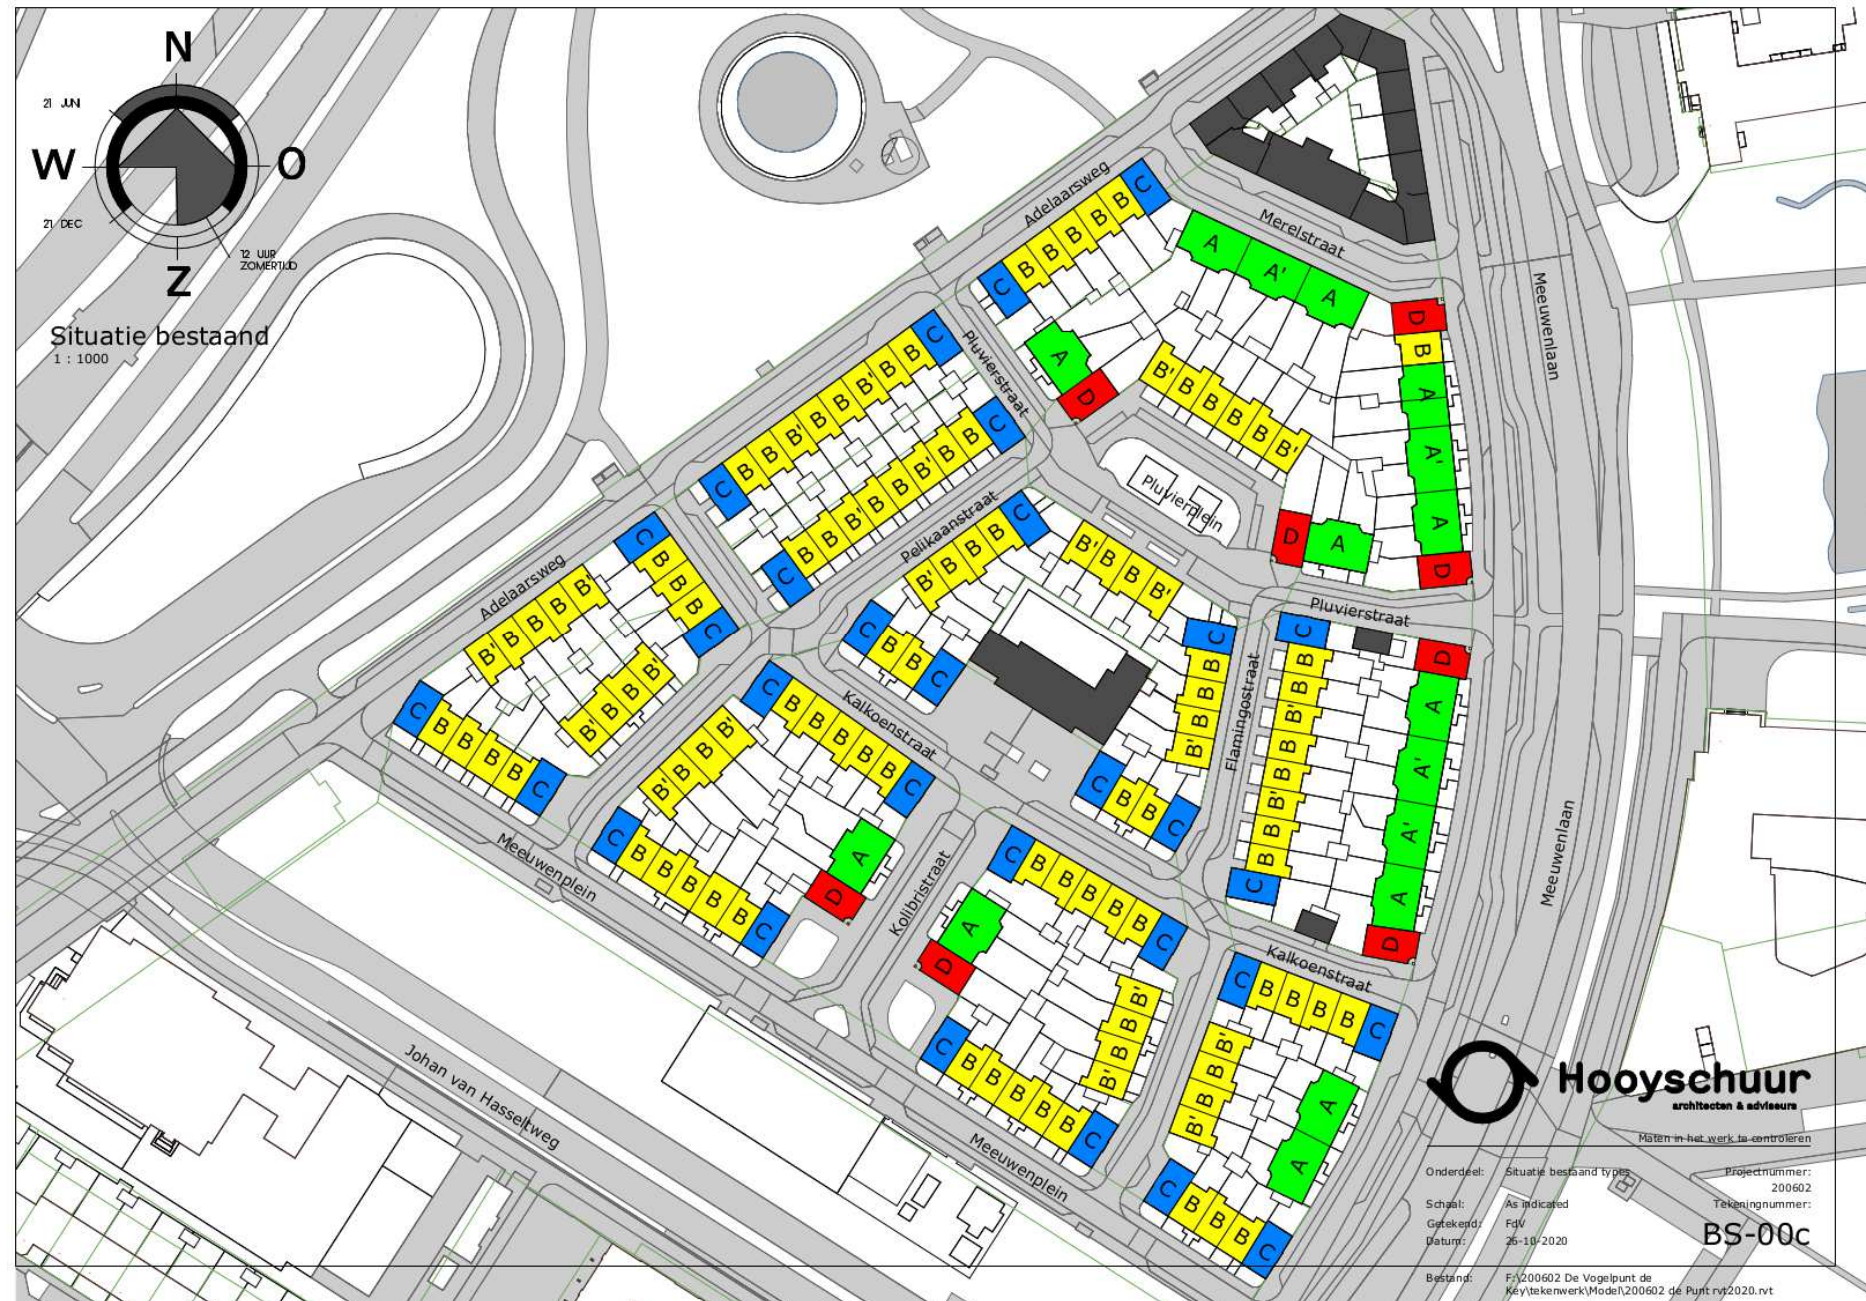 N
21 JUNI
W
O
21 DEC
12 UUR
ZOMERTIJD
Z
Situatie bestaand
1 : 1000
Adelaarsweg
C
B
B
B
B
B
C
Merelstraat
A
A'
A
D
B
A
A'
A
D
Meeuwenlaan
Pluvierstraat
A
D
B'
B
B
B
B
B'
Pluvierplein
D
A
Pluvierstraat
C
B
B
B'
B
B
B'
B
B
C
C
B
B
B'
B
B
B'
B
B
C
Pelikaanstraat
Adelaarsweg
C
B
B
B
C
B'
B
B
B
B'
B'
B
B
B'
C
B
B
B
B
C
B'
B
B
B
C
B'
B
B
B'
C
B
B
C
C
B
B
B
B'
C
B
B
C
Flamingostraat
C
B
B
B'
B
B
B'
B
B
C
D
A
A'
A'
A
D
Meeuwenlaan
Kalkoenstraat
C
B
B
B
B
B
C
B'
B
B
B'
A
D
C
B
B
B
B
B
C
Meeuwenplein
Kolibristraat
C
B
B
B
B
B
C
A
D
B'
B
B
B'
C
B
B
B
B
B
C
Meeuwenplein
Kalkoenstraat
C
B
B
B
B
C
B'
B
B
B'
A
A
C
B
B
B
C
Johan van Hasseltweg
Hooyschuur
architecten & adviseurs
Maten in het werk te controleren
Onderdeel: Situatie bestaand types
Projectnummer:
200602
Schaal: As indicated
Tekeningnummer:
Getekend: FdV
BS-00c
Datum: 26-10-2020
Bestand: F:\200602 De Vogelpunt de
Key\tekenwerk\Model\200602 de Punt rvt2020.rvt